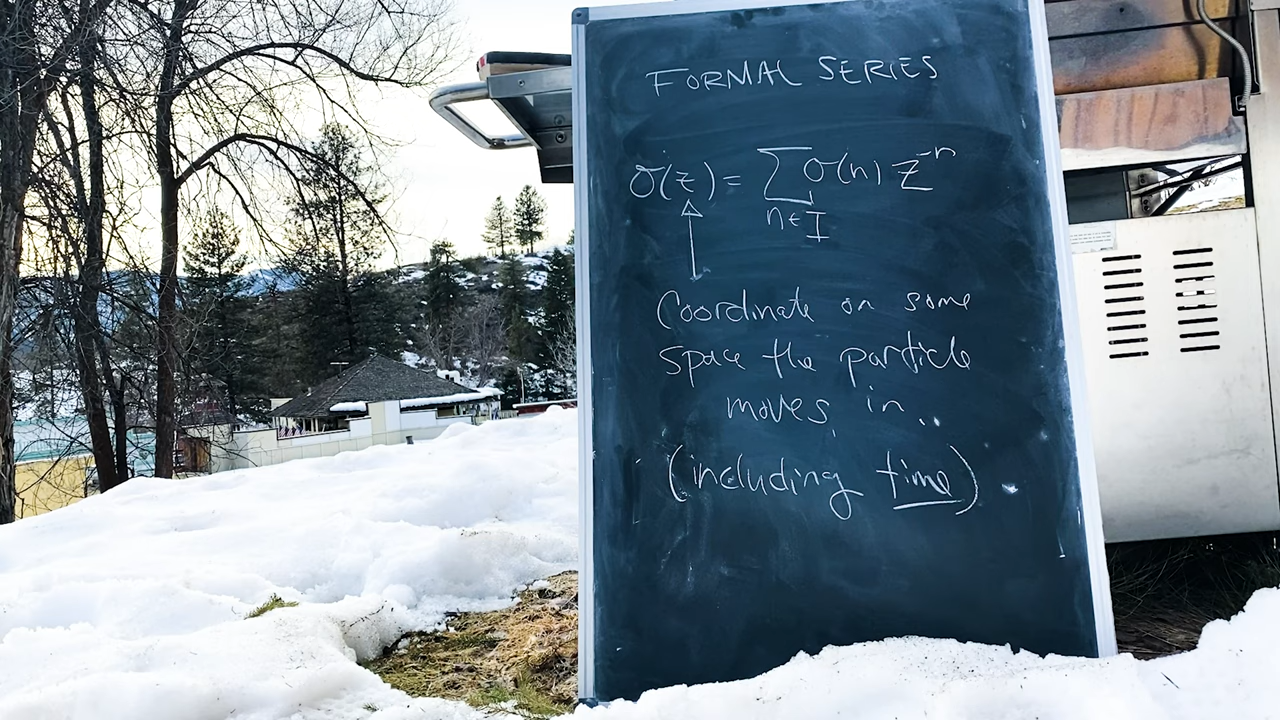 FORMAL SERIES
σ(z) = ∑ σ(n) z⁻ⁿ
n ∈ I
Coordinate on some
space the particle
moves in
(including time)